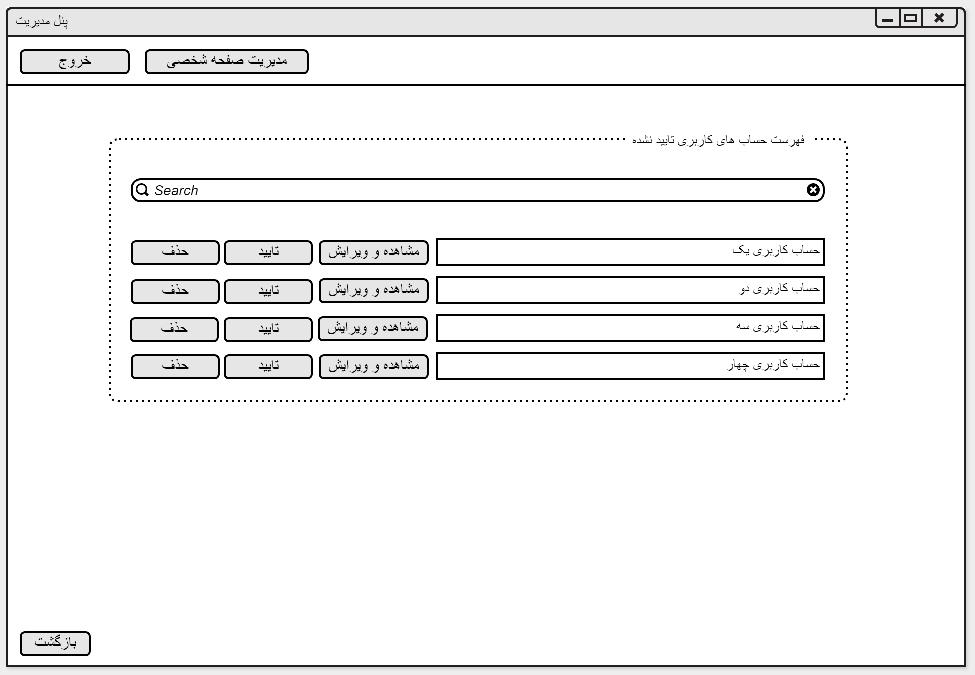 پنل مدیریت
مدیریت صفحه شخصی
خروج
فهرست حساب های کاربری تایید نشده
Search
حساب کاربری یک
مشاهده و ویرایش
تایید
حذف
حساب کاربری دو
مشاهده و ویرایش
تایید
حذف
حساب کاربری سه
مشاهده و ویرایش
تایید
حذف
حساب کاربری چهار
مشاهده و ویرایش
تایید
حذف
بازگشت